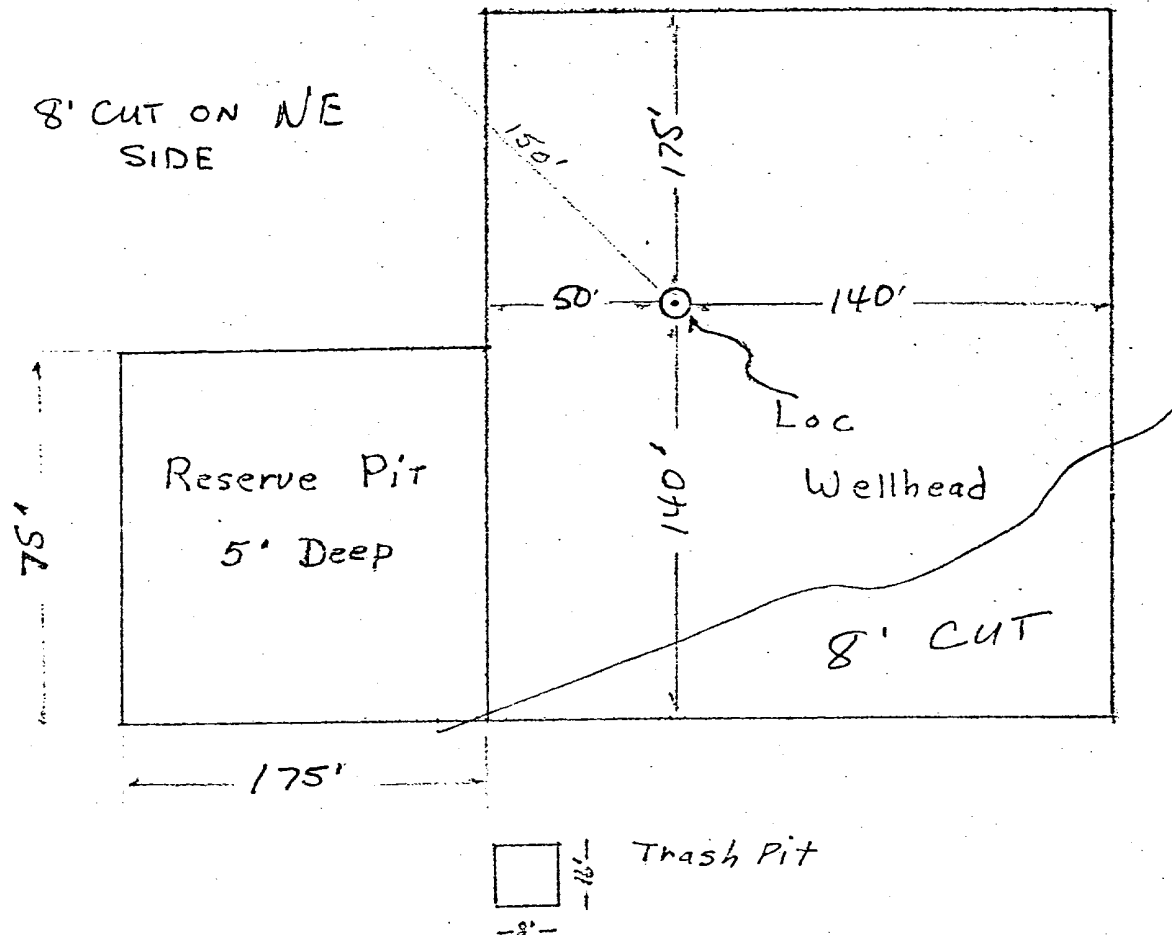 8' CUT ON NE
SIDE
150'
175'
50'
140'
Loc
Wellhead
140'
8' CUT
Reserve Pit
5' Deep
75'
175'
Trash Pit
8'